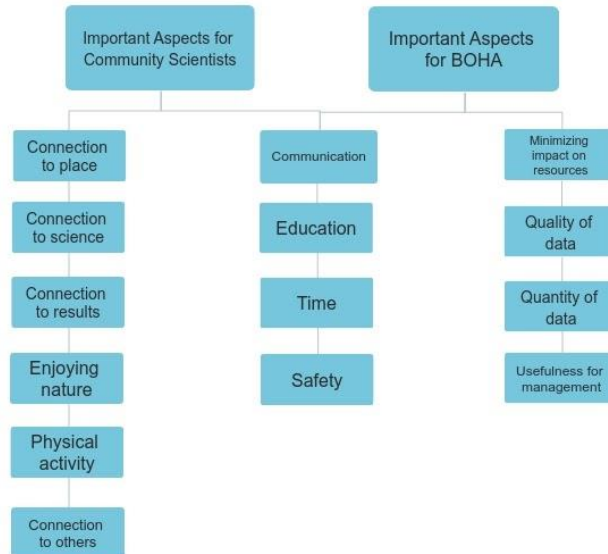 Important Aspects for
Community Scientists
Important Aspects
for BOHA
Connection
to place
Connection
to science
Connection
to results
Enjoying
nature
Physical
activity
Connection
to others
Communication
Education
Time
Safety
Minimizing
impact on
resources
Quality of
data
Quantity of
data
Usefulness for
management